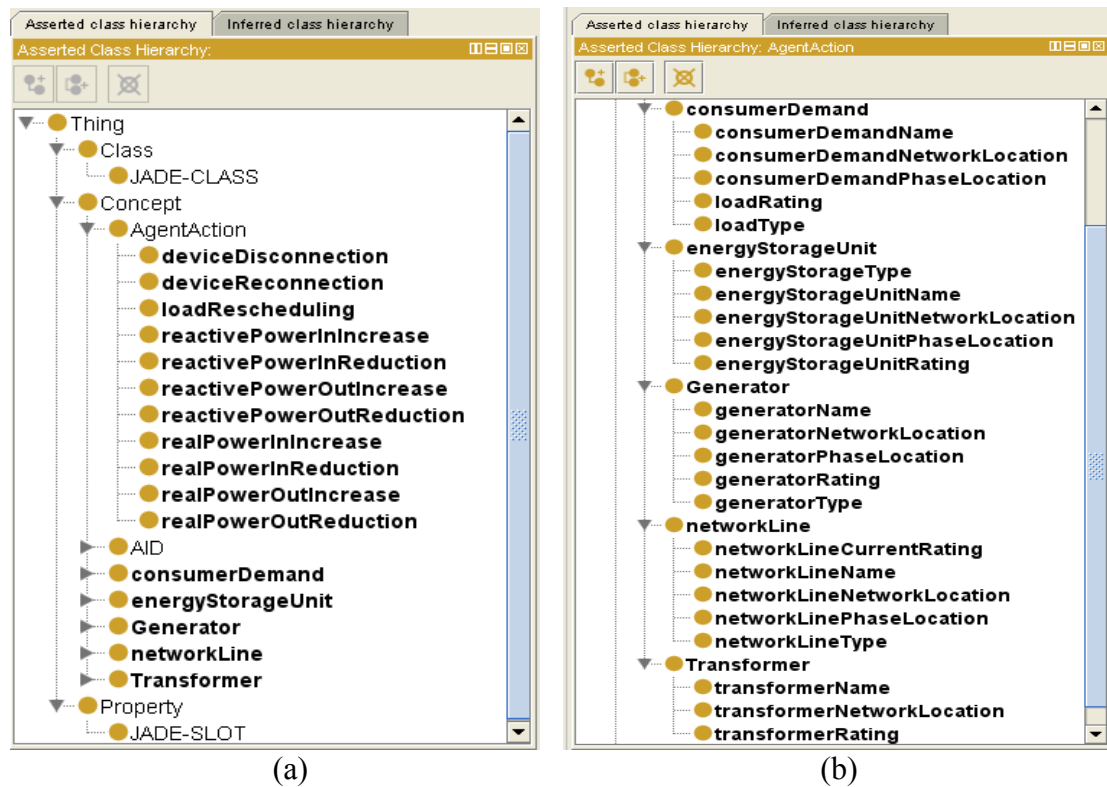 Asserted class hierarchy
Inferred class hierarchy
Asserted Class Hierarchy:
Thing
Class
JADE-CLASS
Concept
AgentAction
deviceDisconnection
deviceReconnection
loadRescheduling
reactivePowerInIncrease
reactivePowerInReduction
reactivePowerOutIncrease
reactivePowerOutReduction
realPowerInIncrease
realPowerInReduction
realPowerOutIncrease
realPowerOutReduction
AID
consumerDemand
energyStorageUnit
Generator
networkLine
Transformer
Property
JADE-SLOT
(a)
Asserted class hierarchy
Inferred class hierarchy
Asserted Class Hierarchy: AgentAction
consumerDemand
consumerDemandName
consumerDemandNetworkLocation
consumerDemandPhaseLocation
loadRating
loadType
energyStorageUnit
energyStorageType
energyStorageUnitName
energyStorageUnitNetworkLocation
energyStorageUnitPhaseLocation
energyStorageUnitRating
Generator
generatorName
generatorNetworkLocation
generatorPhaseLocation
generatorRating
generatorType
networkLine
networkLineCurrentRating
networkLineName
networkLineNetworkLocation
networkLinePhaseLocation
networkLineType
Transformer
transformerName
transformerNetworkLocation
transformerRating
(b)